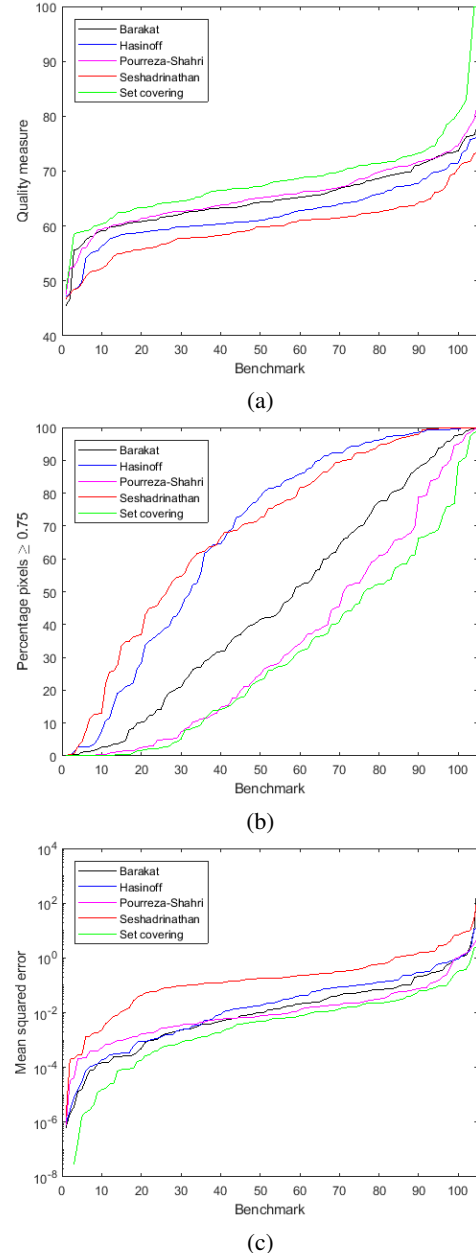 100
90
80
70
60
50
40
Quality measure
Barakat
Hasinoff
Pourreza-Shahri
Seshadrinathan
Set covering
0 10 20 30 40 50 60 70 80 90 100
Benchmark
(a)
100
90
80
70
60
50
40
30
20
10
0
Percentage pixels ≥ 0.75
Barakat
Hasinoff
Pourreza-Shahri
Seshadrinathan
Set covering
0 10 20 30 40 50 60 70 80 90 100
Benchmark
(b)
10^4
10^2
10^0
10^-2
10^-4
10^-6
10^-8
Mean squared error
Barakat
Hasinoff
Pourreza-Shahri
Seshadrinathan
Set covering
0 10 20 30 40 50 60 70 80 90 100
Benchmark
(c)